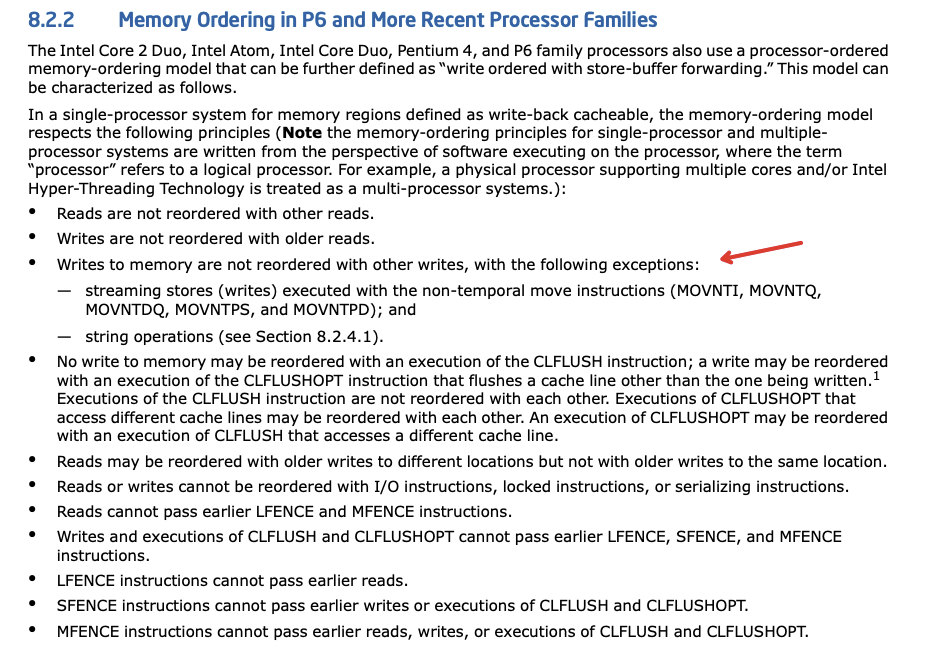 8.2.2 Memory Ordering in P6 and More Recent Processor Families
The Intel Core 2 Duo, Intel Atom, Intel Core Duo, Pentium 4, and P6 family processors also use a processor-ordered
memory-ordering model that can be further defined as “write ordered with store-buffer forwarding.” This model can
be characterized as follows.
In a single-processor system for memory regions defined as write-back cacheable, the memory-ordering model
respects the following principles (Note the memory-ordering principles for single-processor and multiple-
processor systems are written from the perspective of software executing on the processor, where the term
“processor” refers to a logical processor. For example, a physical processor supporting multiple cores and/or Intel
Hyper-Threading Technology is treated as a multi-processor systems.):
• Reads are not reordered with other reads.
• Writes are not reordered with older reads.
• Writes to memory are not reordered with other writes, with the following exceptions:
— streaming stores (writes) executed with the non-temporal move instructions (MOVNTI, MOVNTQ,
MOVNTDQ, MOVNTPS, and MOVNTPD); and
— string operations (see Section 8.2.4.1).
• No write to memory may be reordered with an execution of the CLFLUSH instruction; a write may be reordered
with an execution of the CLFLUSHOPT instruction that flushes a cache line other than the one being written.1
Executions of the CLFLUSH instruction are not reordered with each other. Executions of CLFLUSHOPT that
access different cache lines may be reordered with each other. An execution of CLFLUSHOPT may be reordered
with an execution of CLFLUSH that accesses a different cache line.
• Reads may be reordered with older writes to different locations but not with older writes to the same location.
• Reads or writes cannot be reordered with I/O instructions, locked instructions, or serializing instructions.
• Reads cannot pass earlier LFENCE and MFENCE instructions.
• Writes and executions of CLFLUSH and CLFLUSHOPT cannot pass earlier LFENCE, SFENCE, and MFENCE
instructions.
• LFENCE instructions cannot pass earlier reads.
• SFENCE instructions cannot pass earlier writes or executions of CLFLUSH and CLFLUSHOPT.
• MFENCE instructions cannot pass earlier reads, writes, or executions of CLFLUSH and CLFLUSHOPT.